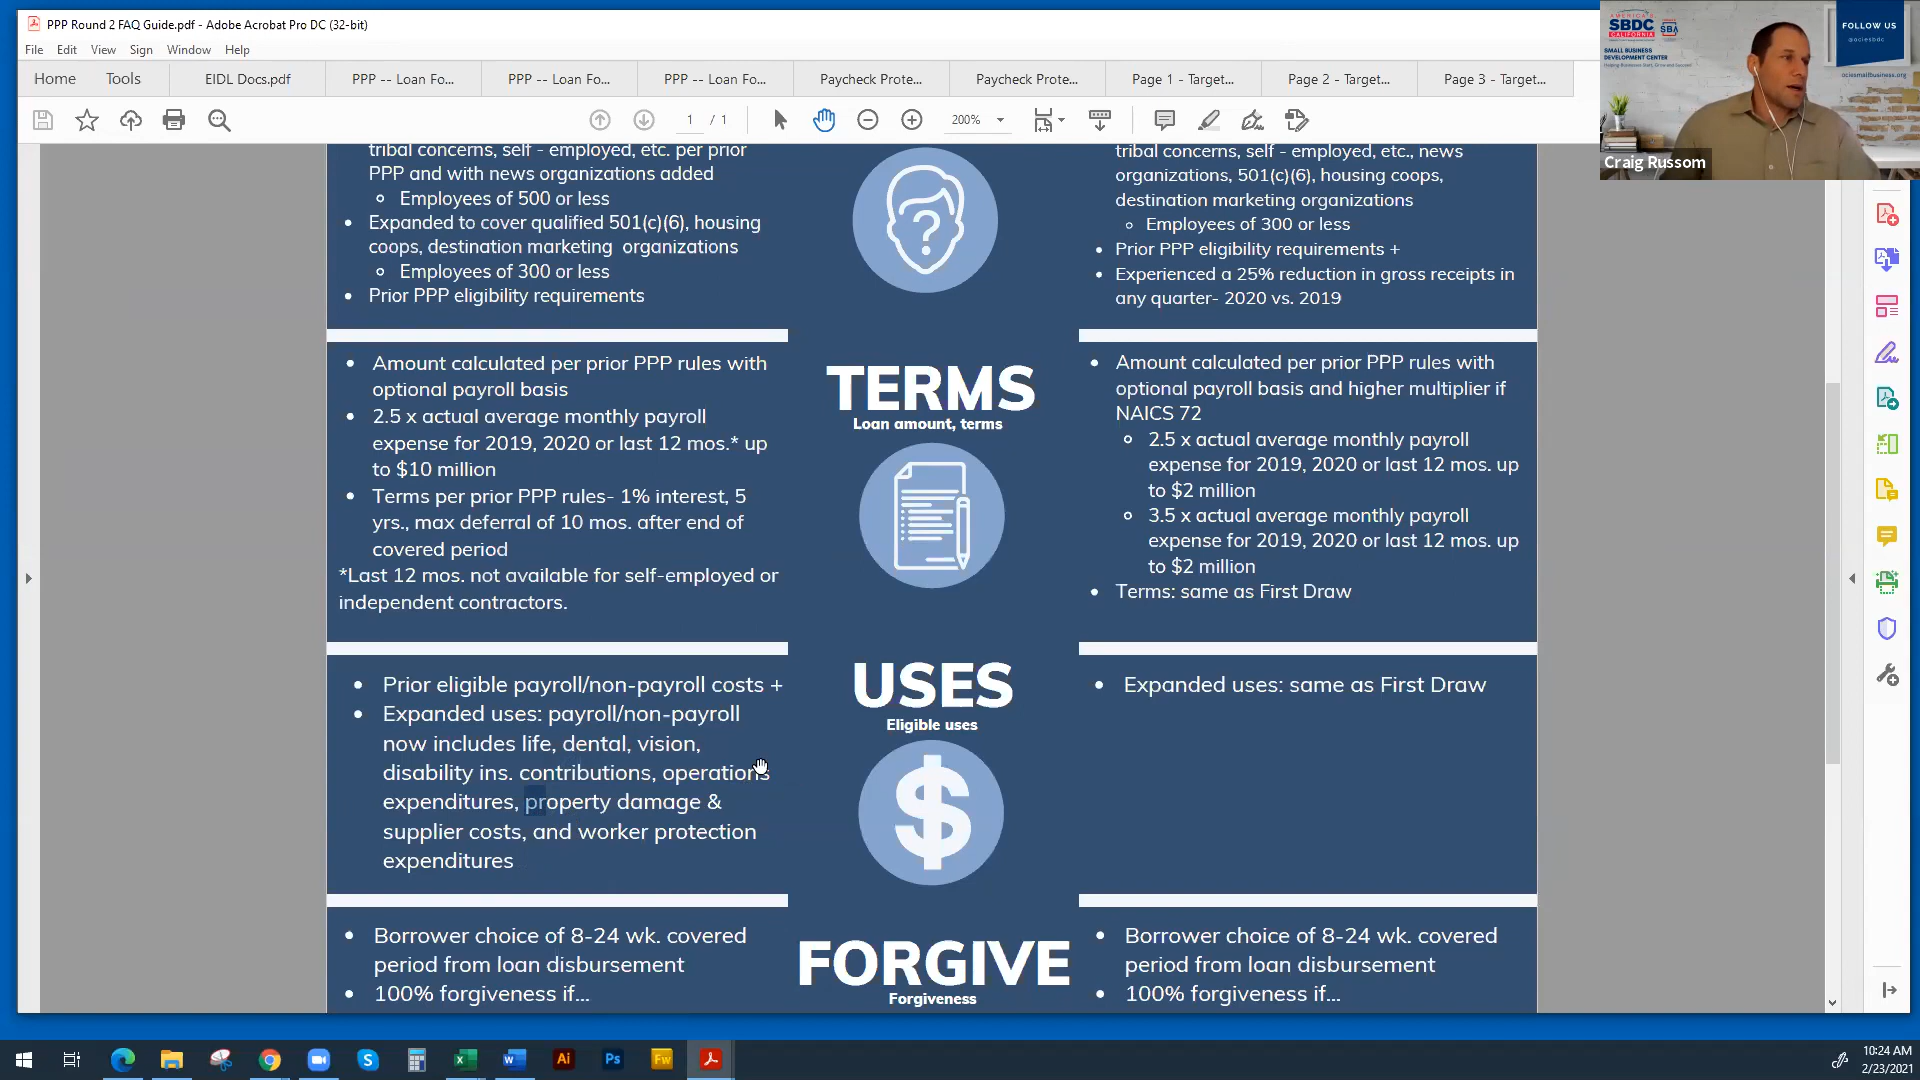 PPP Round 2 FAQ Guide.pdf - Adobe Acrobat Pro DC (32-bit)
File Edit View Sign Window Help
Home Tools EIDL Docs.pdf PPP -- Loan Fo... PPP -- Loan Fo... PPP -- Loan Fo... Paycheck Prote... Paycheck Prote... Page 1 - Target... Page 2 - Target... Page 3 - Target...
1 / 1 200%
AMERICA'S
SBDC
CALIFORNIA
SBA
SMALL BUSINESS
DEVELOPMENT CENTER
FOLLOW US
@ociesbdc
ociesmallbusiness.org
Craig Russom
tribal concerns, self - employed, etc. per prior
PPP and with news organizations added
Employees of 500 or less
Expanded to cover qualified 501(c)(6), housing
coops, destination marketing organizations
Employees of 300 or less
Prior PPP eligibility requirements
?
tribal concerns, self - employed, etc., news
organizations, 501(c)(6), housing coops,
destination marketing organizations
Employees of 300 or less
Prior PPP eligibility requirements +
Experienced a 25% reduction in gross receipts in
any quarter- 2020 vs. 2019
Amount calculated per prior PPP rules with
optional payroll basis
2.5 x actual average monthly payroll
expense for 2019, 2020 or last 12 mos.* up
to $10 million
Terms per prior PPP rules- 1% interest, 5
yrs., max deferral of 10 mos. after end of
covered period
*Last 12 mos. not available for self-employed or
independent contractors.
TERMS
Loan amount, terms
Amount calculated per prior PPP rules with
optional payroll basis and higher multiplier if
NAICS 72
2.5 x actual average monthly payroll
expense for 2019, 2020 or last 12 mos. up
to $2 million
3.5 x actual average monthly payroll
expense for 2019, 2020 or last 12 mos. up
to $2 million
Terms: same as First Draw
Prior eligible payroll/non-payroll costs +
Expanded uses: payroll/non-payroll
now includes life, dental, vision,
disability ins. contributions, operations
expenditures, property damage &
supplier costs, and worker protection
expenditures
USES
Eligible uses
$
Expanded uses: same as First Draw
Borrower choice of 8-24 wk. covered
period from loan disbursement
100% forgiveness if...
FORGIVE
Forgiveness
Borrower choice of 8-24 wk. covered
period from loan disbursement
100% forgiveness if...
Ai Ps Fw
10:24 AM
2/23/2021